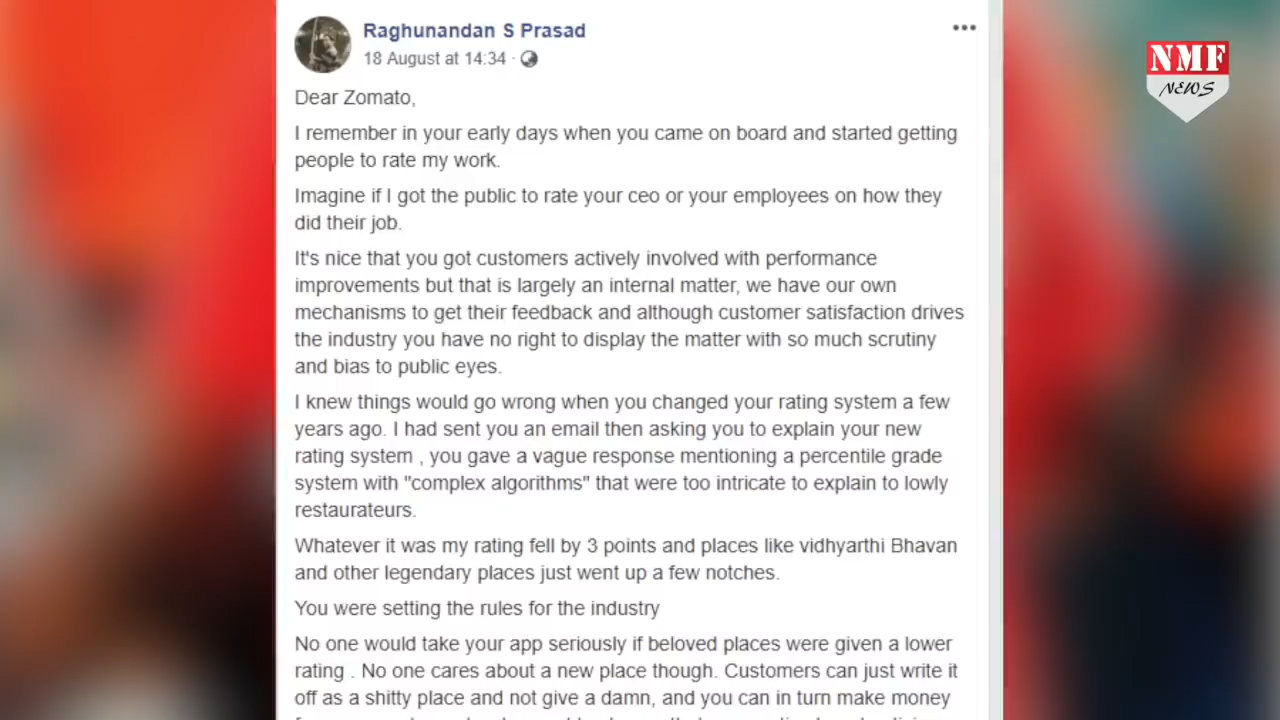 Raghunandan S Prasad
18 August at 14:34 ·
Dear Zomato,
I remember in your early days when you came on board and started getting
people to rate my work.
Imagine if I got the public to rate your ceo or your employees on how they
did their job.
It's nice that you got customers actively involved with performance
improvements but that is largely an internal matter, we have our own
mechanisms to get their feedback and although customer satisfaction drives
the industry you have no right to display the matter with so much scrutiny
and bias to public eyes.
I knew things would go wrong when you changed your rating system a few
years ago. I had sent you an email then asking you to explain your new
rating system , you gave a vague response mentioning a percentile grade
system with "complex algorithms" that were too intricate to explain to lowly
restaurateurs.
Whatever it was my rating fell by 3 points and places like vidhyarthi Bhavan
and other legendary places just went up a few notches.
You were setting the rules for the industry
No one would take your app seriously if beloved places were given a lower
rating . No one cares about a new place though. Customers can just write it
off as a shitty place and not give a damn, and you can in turn make money
NMF
NEWS